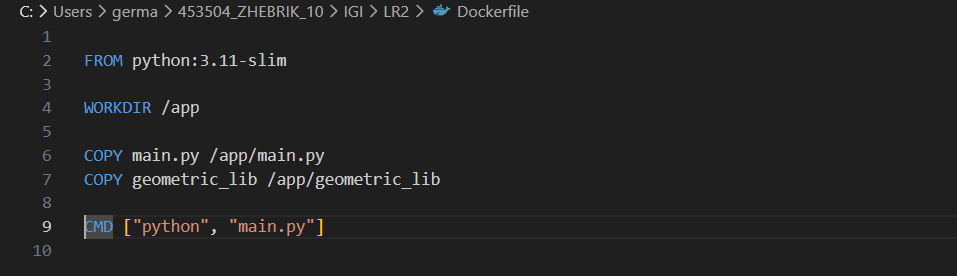 C: > Users > germa > 453504_ZHEBRIK_10 > IGI > LR2 > Dockerfile
1
2 FROM python:3.11-slim
3
4 WORKDIR /app
5
6 COPY main.py /app/main.py
7 COPY geometric_lib /app/geometric_lib
8
9 CMD ["python", "main.py"]
10